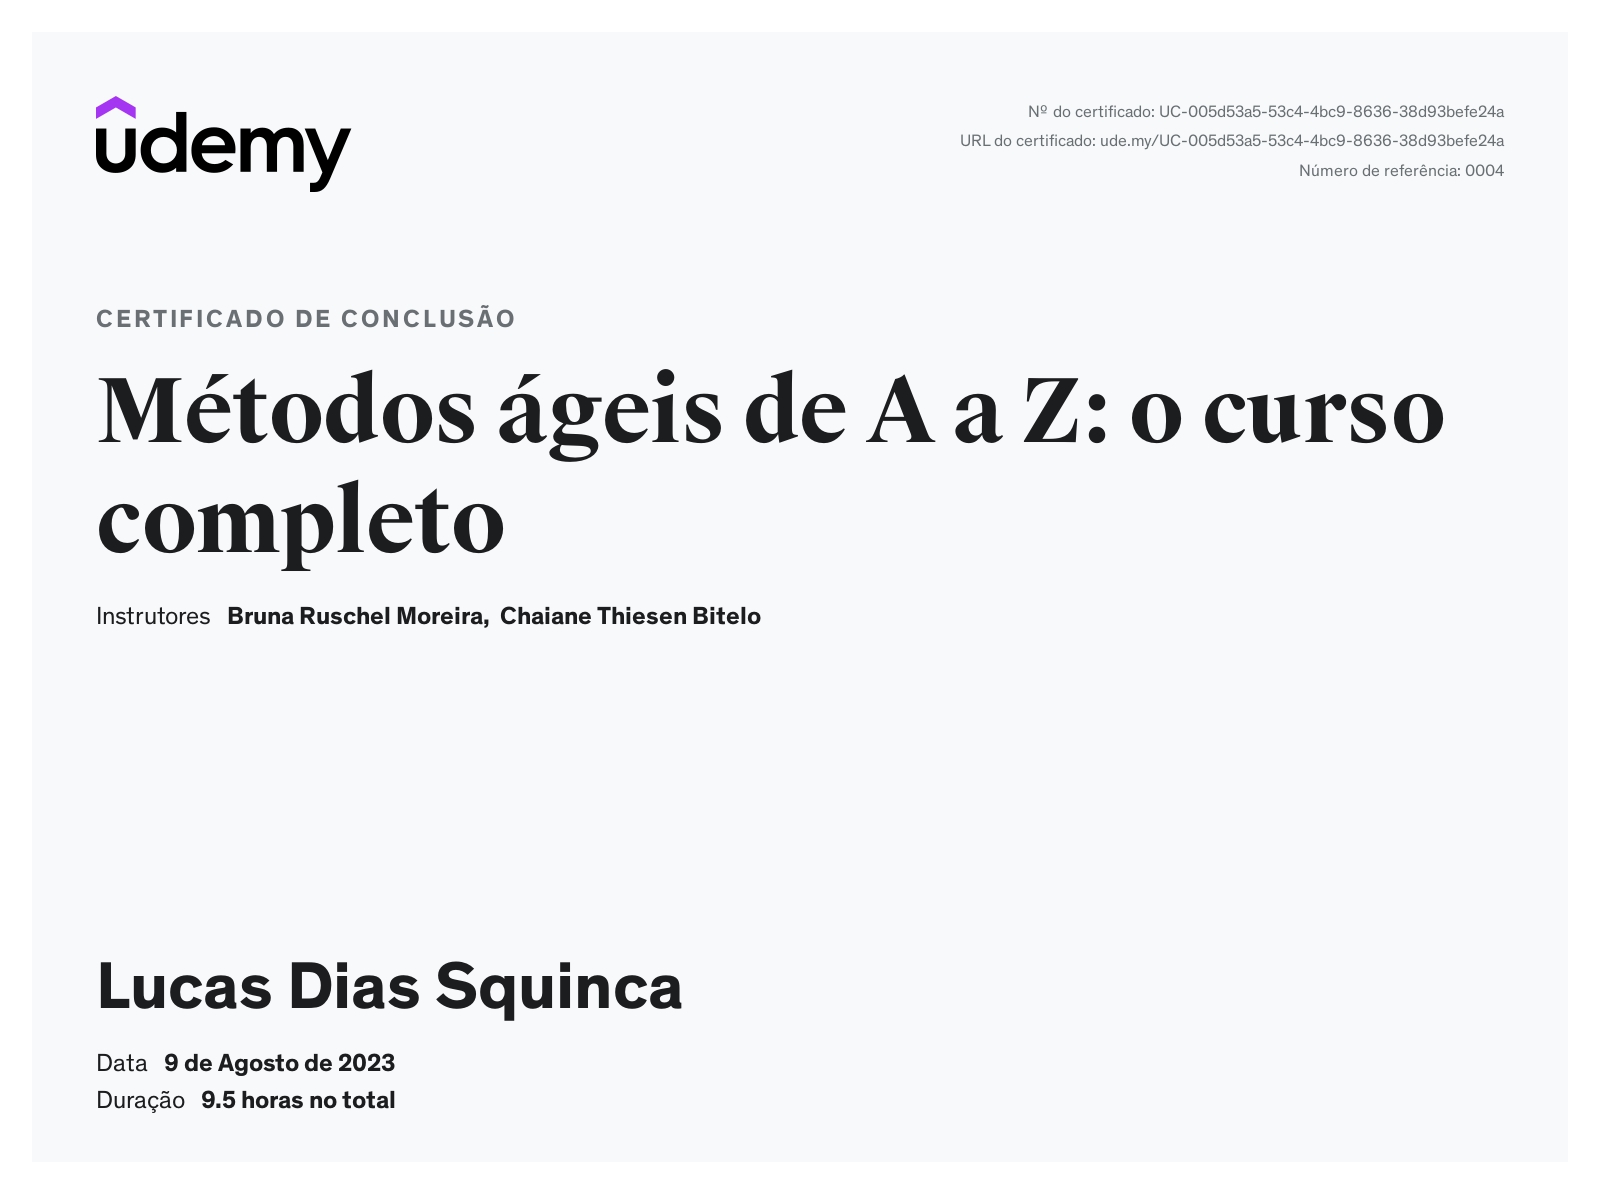 udemy
Nº do certificado: UC-005d53a5-53c4-4bc9-8636-38d93befe24a
URL do certificado: ude.my/UC-005d53a5-53c4-4bc9-8636-38d93befe24a
Número de referência: 0004
CERTIFICADO DE CONCLUSÃO
Métodos ágeis de A a Z: o curso
completo
Instrutores Bruna Ruschel Moreira, Chaiane Thiesen Bitelo
Lucas Dias Squinca
Data 9 de Agosto de 2023
Duração 9.5 horas no total